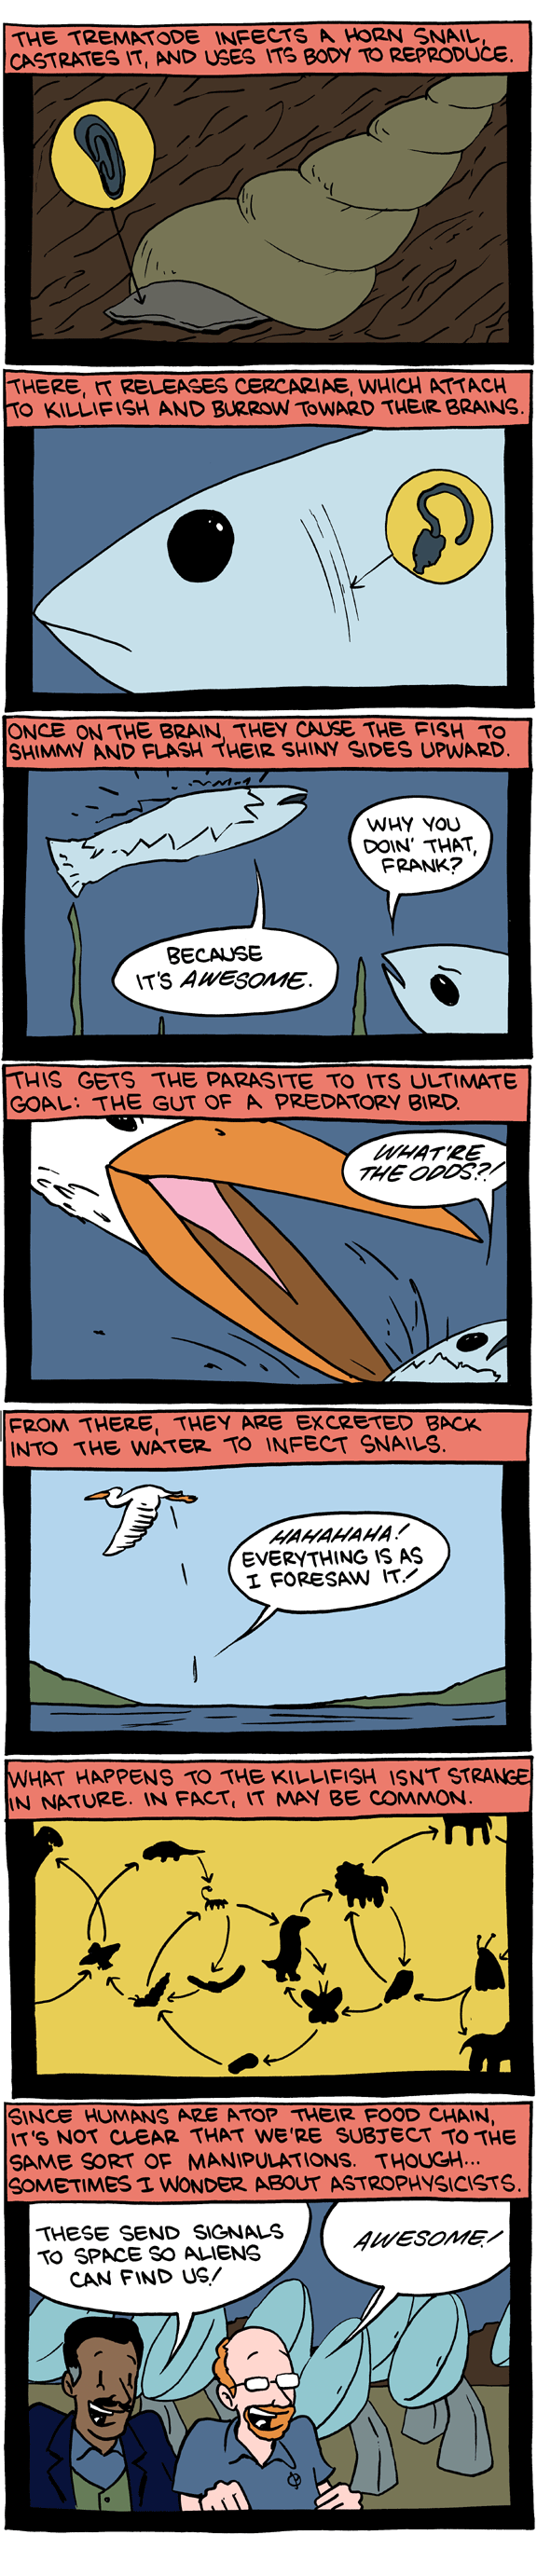 THE TREMATODE INFECTS A HORN SNAIL,
CASTRATES IT, AND USES ITS BODY TO REPRODUCE.
THERE, IT RELEASES CERCARIAE, WHICH ATTACH
TO KILLIFISH AND BURROW TOWARD THEIR BRAINS.
ONCE ON THE BRAIN, THEY CAUSE THE FISH TO
SHIMMY AND FLASH THEIR SHINY SIDES UPWARD.
WHY YOU
DOIN' THAT,
FRANK?
BECAUSE
IT'S AWESOME.
THIS GETS THE PARASITE TO ITS ULTIMATE
GOAL: THE GUT OF A PREDATORY BIRD.
WHAT'RE
THE ODDS?!
FROM THERE, THEY ARE EXCRETED BACK
INTO THE WATER TO INFECT SNAILS.
HAHAHAHA!
EVERYTHING IS AS
I FORESAW IT!
WHAT HAPPENS TO THE KILLIFISH ISN'T STRANGE
IN NATURE. IN FACT, IT MAY BE COMMON.
SINCE HUMANS ARE ATOP THEIR FOOD CHAIN,
IT'S NOT CLEAR THAT WE'RE SUBJECT TO THE
SAME SORT OF MANIPULATIONS. THOUGH...
SOMETIMES I WONDER ABOUT ASTROPHYSICISTS.
THESE SEND SIGNALS
TO SPACE SO ALIENS
CAN FIND US!
AWESOME!